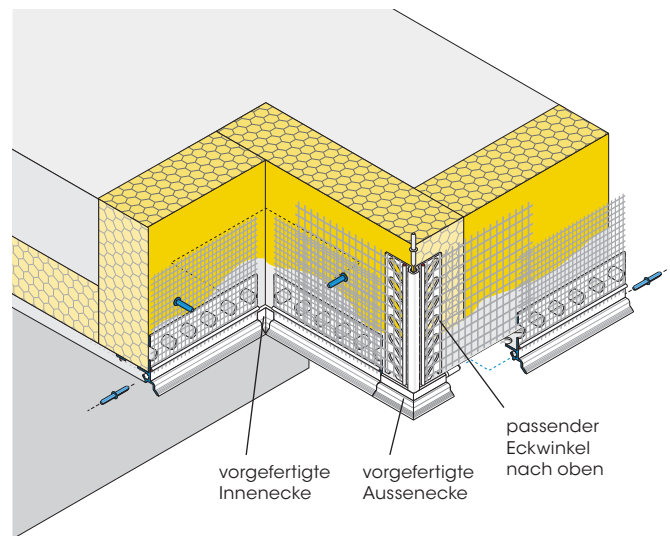 vorgefertigte
Innenecke
vorgefertigte
Aussenecke
passender
Eckwinkel
nach oben